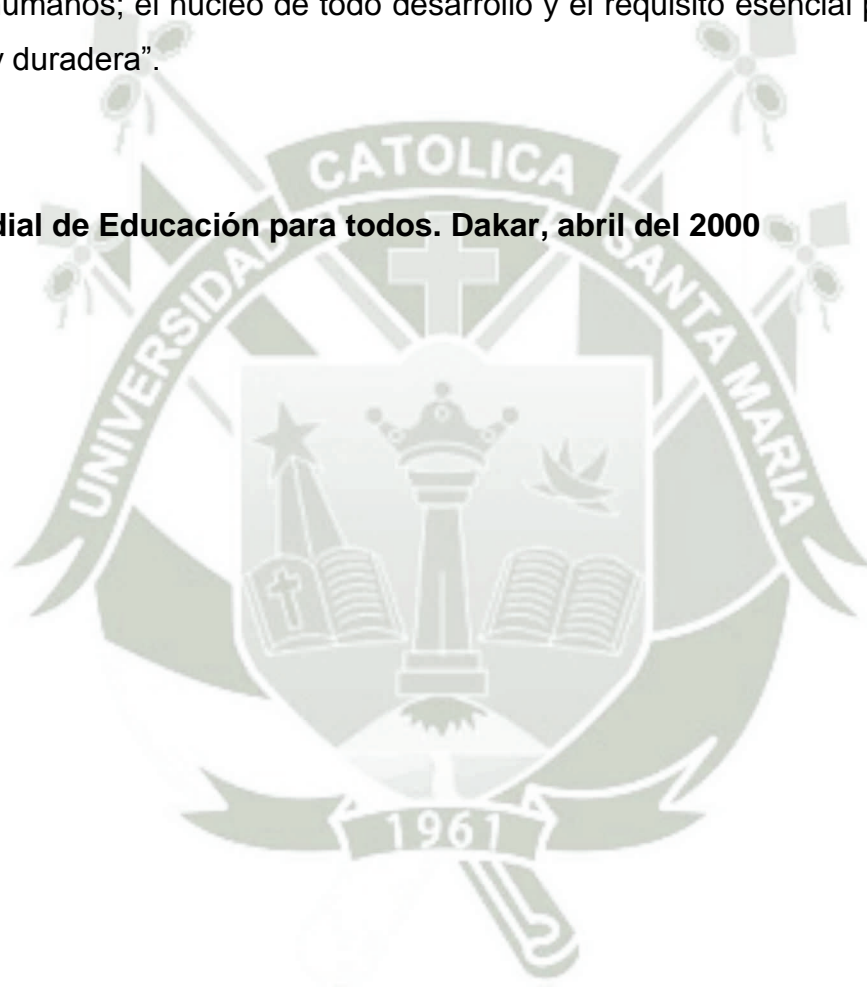 umanos; el núcleo de todo desarrollo y el requisito esencial p
y duradera”.
CATOLICA
dial de Educación para todos. Dakar, abril del 2000
UNIVERSIDAD
SANTA MARIA
1961